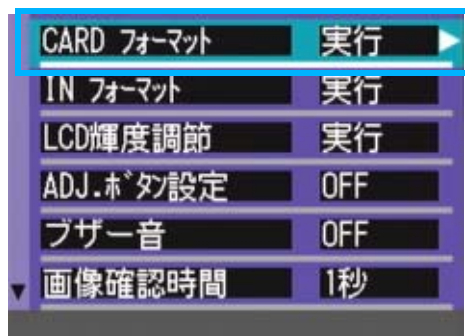 CARD フォーマット 実行
IN フォーマット 実行
LCD輝度調節 実行
ADJ.ボタン設定 OFF
ブザー音 OFF
画像確認時間 1秒